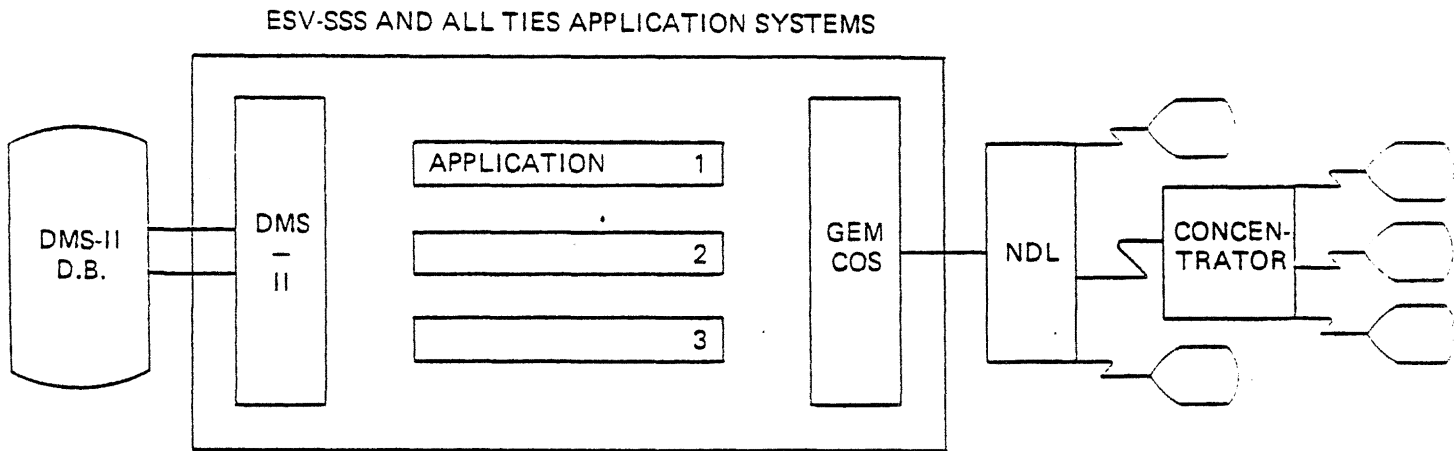 ESV-SSS AND ALL TIES APPLICATION SYSTEMS
DMS-II
D.B.
DMS
–
II
APPLICATION 1
2
3
GEM
COS
NDL
CONCEN-
TRATOR